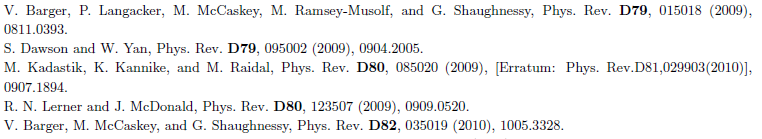 V. Barger, P. Langacker, M. McCaskey, M. Ramsey-Musolf, and G. Shaughnessy, Phys. Rev. D79, 015018 (2009),
0811.0393.
S. Dawson and W. Yan, Phys. Rev. D79, 095002 (2009), 0904.2005.
M. Kadastik, K. Kannike, and M. Raidal, Phys. Rev. D80, 085020 (2009), [Erratum: Phys. Rev.D81,029903(2010)],
0907.1894.
R. N. Lerner and J. McDonald, Phys. Rev. D80, 123507 (2009), 0909.0520.
V. Barger, M. McCaskey, and G. Shaughnessy, Phys. Rev. D82, 035019 (2010), 1005.3328.